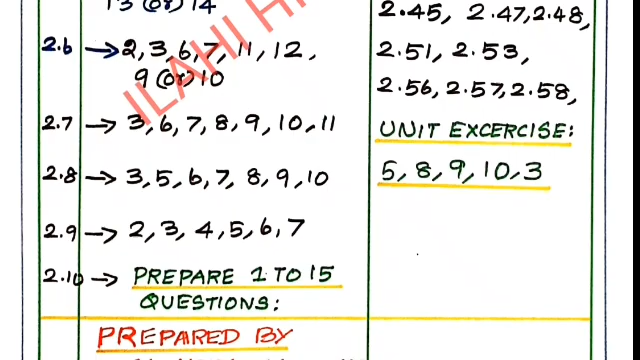 13 (or) 14
2.6 → 2, 3, 6, 7, 11, 12,
9 (or) 10
2.7 → 3, 6, 7, 8, 9, 10, 11
2.8 → 3, 5, 6, 7, 8, 9, 10
2.9 → 2, 3, 4, 5, 6, 7
2.10 → PREPARE 1 TO 15
QUESTIONS:
PREPARED BY
2.45, 2.47, 2.48,
2.51, 2.53,
2.56, 2.57, 2.58,
UNIT EXCERCISE:
5, 8, 9, 10, 3
ILAHI